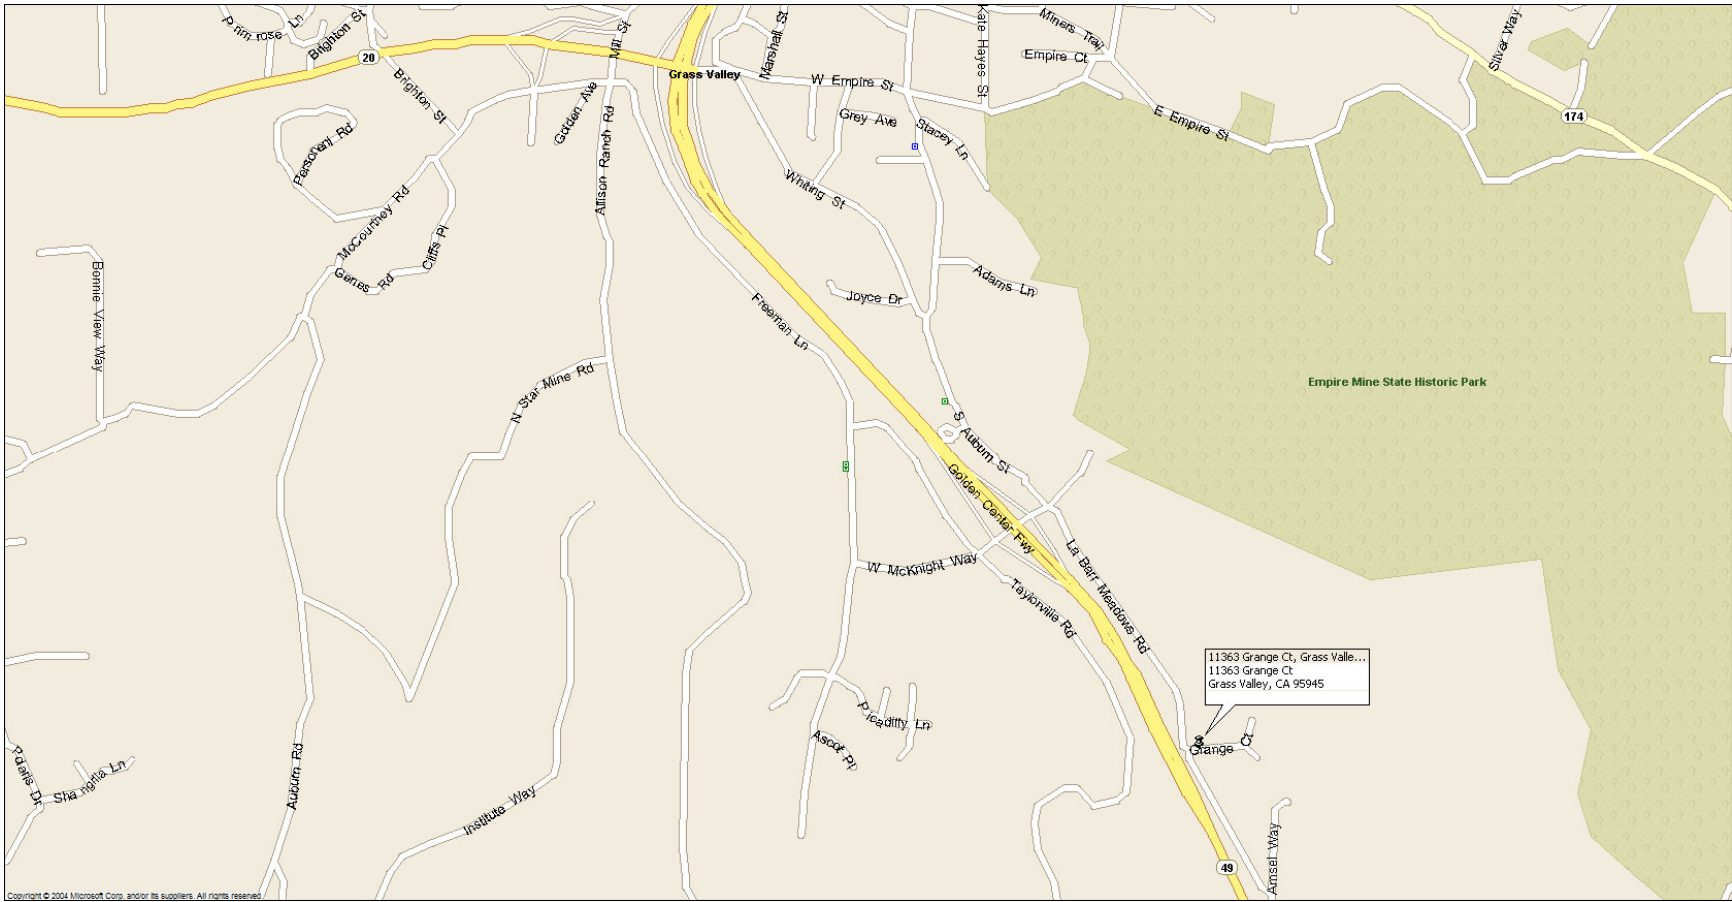 Primrose Ln
Brighton St
20
Brighton St
Mill St
Grass Valley
Marshall St
W Empire St
Kate Hayes St
Miners Trail
Empire Ct
Silver Way
174
E Empire St
Golden Ave
Allison Ranch Rd
Grey Ave
Stacey Ln
Personeni Rd
McCourtney Rd
Cliffs Pl
Genes Rd
Whiting St
Bonnie View Way
Joyce Dr
Adams Ln
Freeman Ln
N Star Mine Rd
Empire Mine State Historic Park
S Auburn St
Golden Center Fwy
W McKnight Way
La Barr Meadows Rd
Taylorville Rd
11363 Grange Ct, Grass Valle...
11363 Grange Ct
Grass Valley, CA 95945
Grange Ct
Picadilly Ln
Ascot Pl
Polaris Dr
Shangrila Ln
Auburn Rd
Institute Way
Amsel Way
49
Copyright © 2004 Microsoft Corp. and/or its suppliers. All rights reserved.